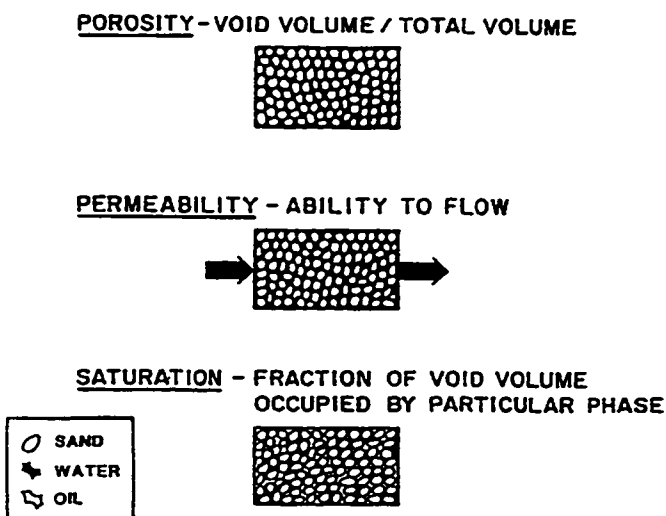 POROSITY - VOID VOLUME / TOTAL VOLUME
PERMEABILITY - ABILITY TO FLOW
SATURATION - FRACTION OF VOID VOLUME
OCCUPIED BY PARTICULAR PHASE
SAND
WATER
OIL